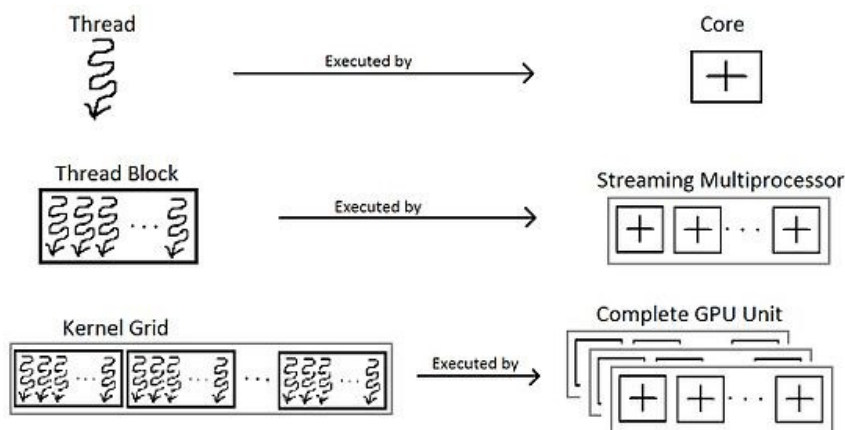 Thread
Executed by
Core
Thread Block
Executed by
Streaming Multiprocessor
Kernel Grid
Executed by
Complete GPU Unit